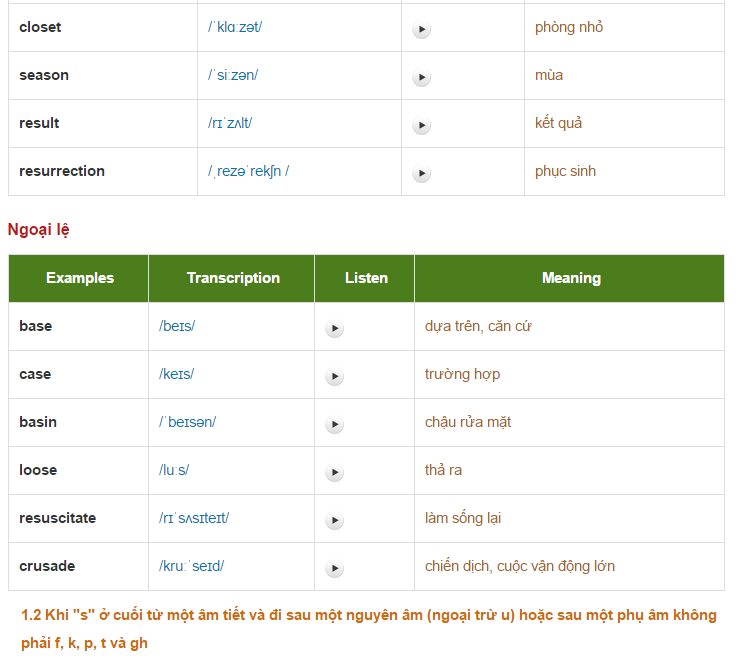 closet /ˈklɑːzət/ phòng nhỏ
season /ˈsiːzən/ mùa
result /rɪˈzʌlt/ kết quả
resurrection /ˌrezəˈrekʃn / phục sinh
Ngoại lệ
Examples Transcription Listen Meaning
base /beɪs/ dựa trên, căn cứ
case /keɪs/ trường hợp
basin /ˈbeɪsən/ chậu rửa mặt
loose /luːs/ thả ra
resuscitate /rɪˈsʌsɪteɪt/ làm sống lại
crusade /kruːˈseɪd/ chiến dịch, cuộc vận động lớn
1.2 Khi "s" ở cuối từ một âm tiết và đi sau một nguyên âm (ngoại trừ u) hoặc sau một phụ âm không
phải f, k, p, t và gh